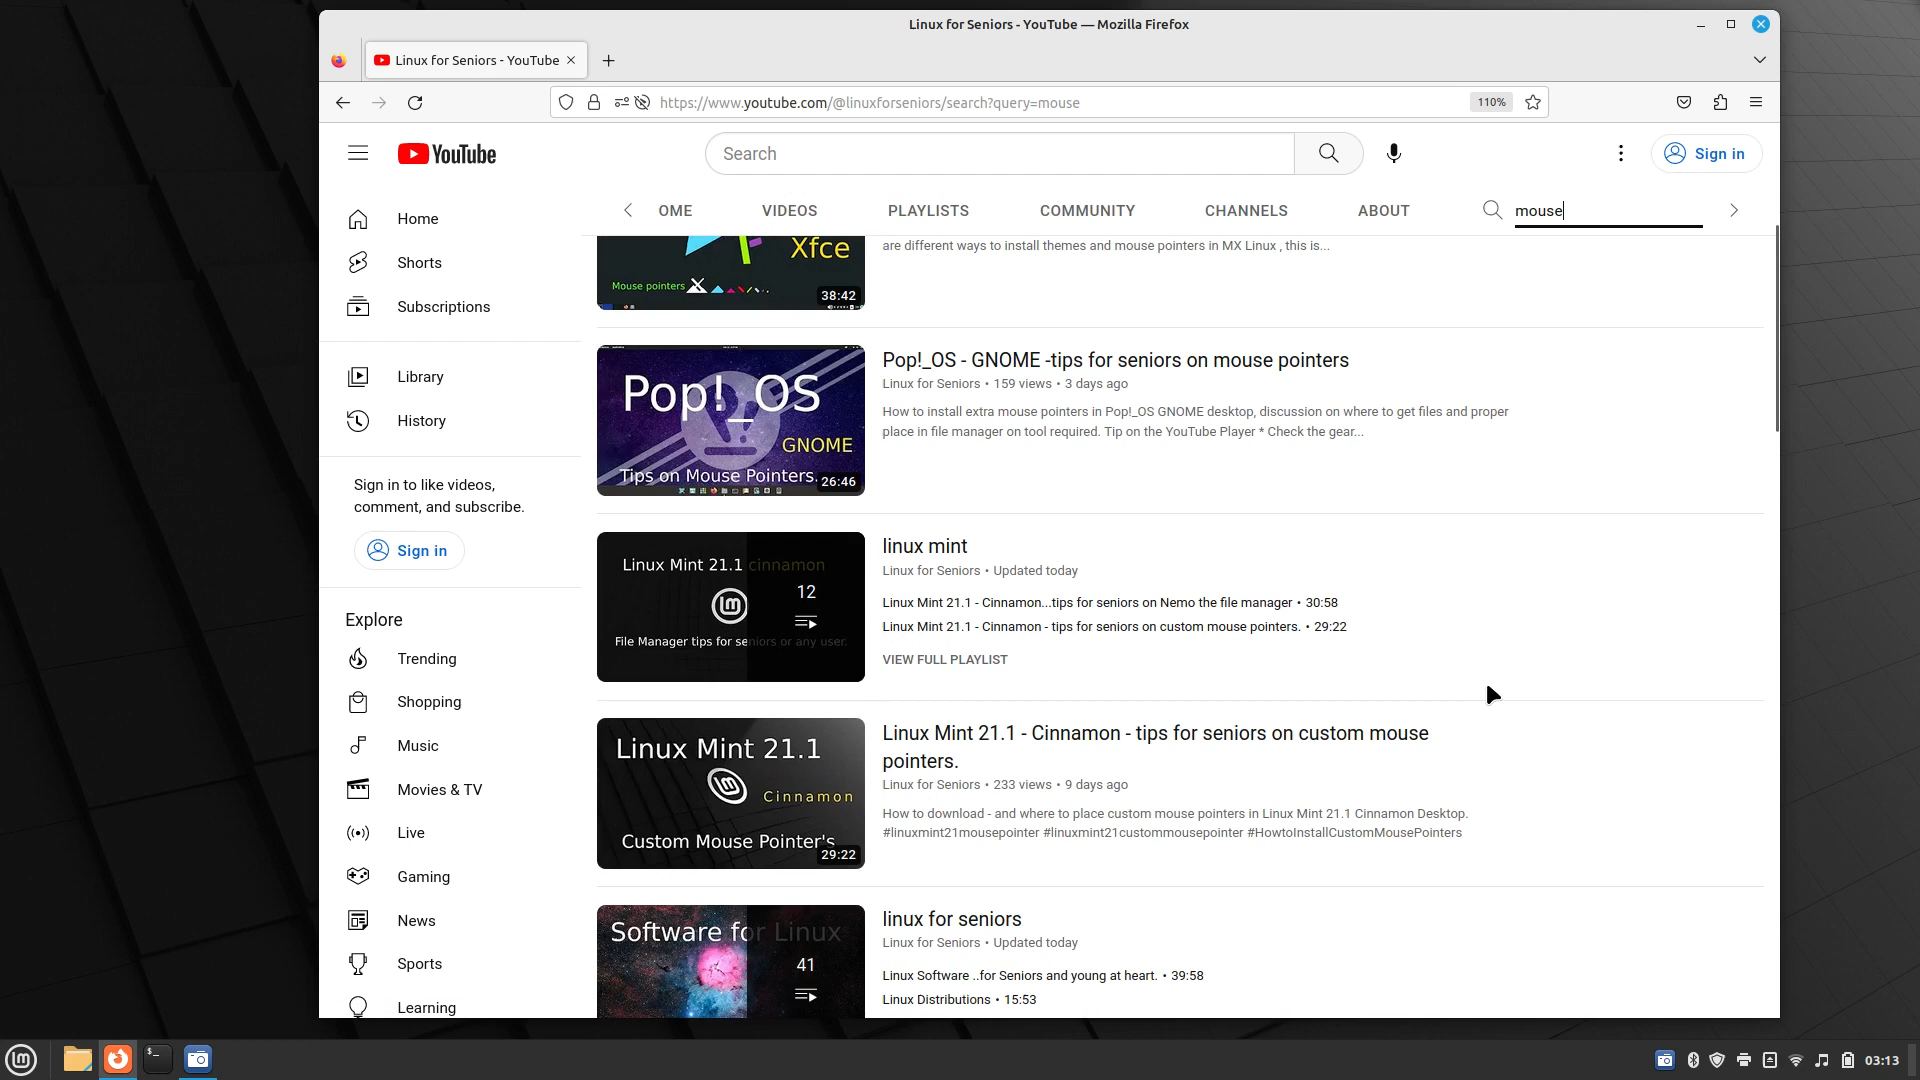 Linux for Seniors - YouTube — Mozilla Firefox
Linux for Seniors - YouTube
https://www.youtube.com/@linuxforseniors/search?query=mouse
110%
YouTube
Search
Sign in
OME
VIDEOS
PLAYLISTS
COMMUNITY
CHANNELS
ABOUT
mouse
Home
Shorts
Subscriptions
Library
History
Sign in to like videos,
comment, and subscribe.
Sign in
Explore
Trending
Shopping
Music
Movies & TV
Live
Gaming
News
Sports
Learning
Xfce
Mouse pointers
38:42
are different ways to install themes and mouse pointers in MX Linux , this is...
Pop!_OS
GNOME
Tips on Mouse Pointers.
26:46
Pop!_OS - GNOME -tips for seniors on mouse pointers
Linux for Seniors • 159 views • 3 days ago
How to install extra mouse pointers in Pop!_OS GNOME desktop, discussion on where to get files and proper
place in file manager on tool required. Tip on the YouTube Player * Check the gear...
Linux Mint 21.1 cinnamon
12
File Manager tips for seniors or any user.
linux mint
Linux for Seniors • Updated today
Linux Mint 21.1 - Cinnamon...tips for seniors on Nemo the file manager • 30:58
Linux Mint 21.1 - Cinnamon - tips for seniors on custom mouse pointers. • 29:22
VIEW FULL PLAYLIST
Linux Mint 21.1
Cinnamon
Custom Mouse Pointer's
29:22
Linux Mint 21.1 - Cinnamon - tips for seniors on custom mouse
pointers.
Linux for Seniors • 233 views • 9 days ago
How to download - and where to place custom mouse pointers in Linux Mint 21.1 Cinnamon Desktop.
#linuxmint21mousepointer #linuxmint21custommousepointer #HowtoInstallCustomMousePointers
Software for Linux
41
linux for seniors
Linux for Seniors • Updated today
Linux Software ..for Seniors and young at heart. • 39:58
Linux Distributions • 15:53
03:13